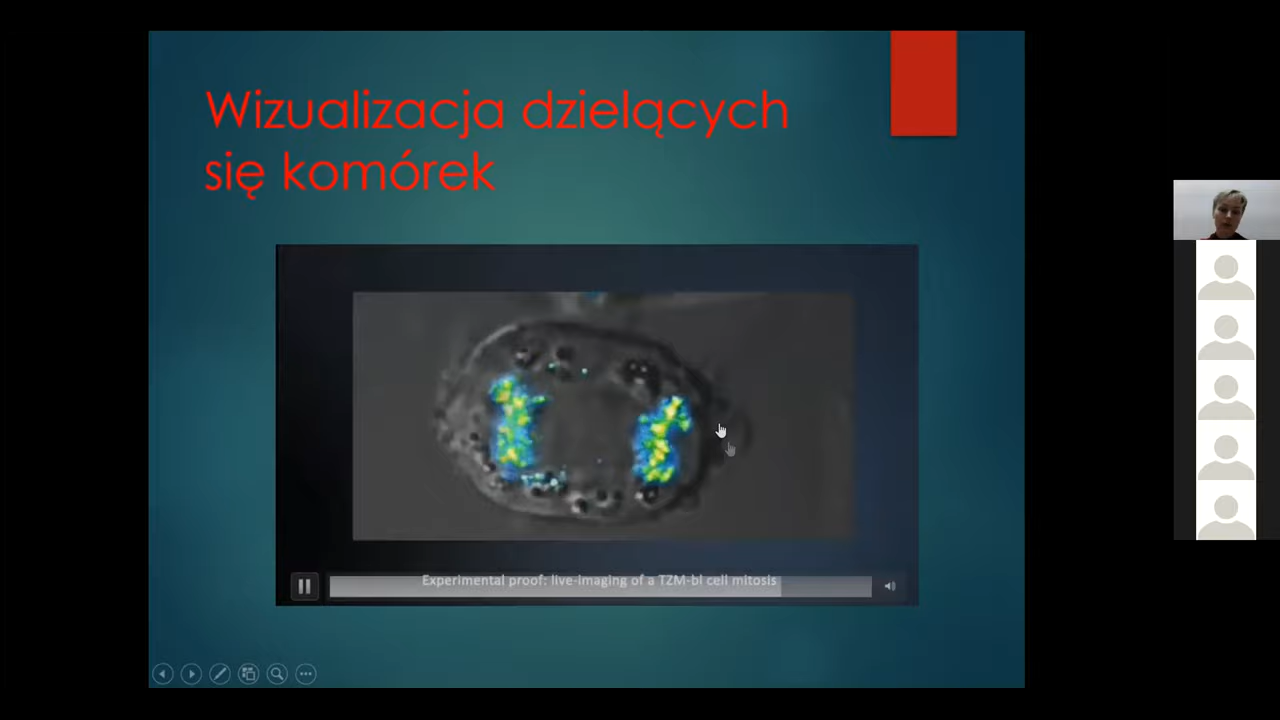 Wizualizacja dzielących
się komórek
Experimental proof: live-imaging of a TZM-bl cell mitosis